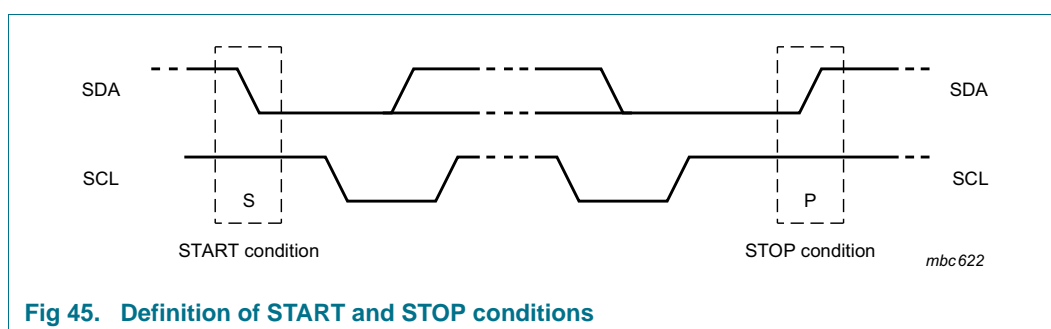 SDA SDA
SCL SCL
S P
START condition STOP condition
mbc622
Fig 45. Definition of START and STOP conditions